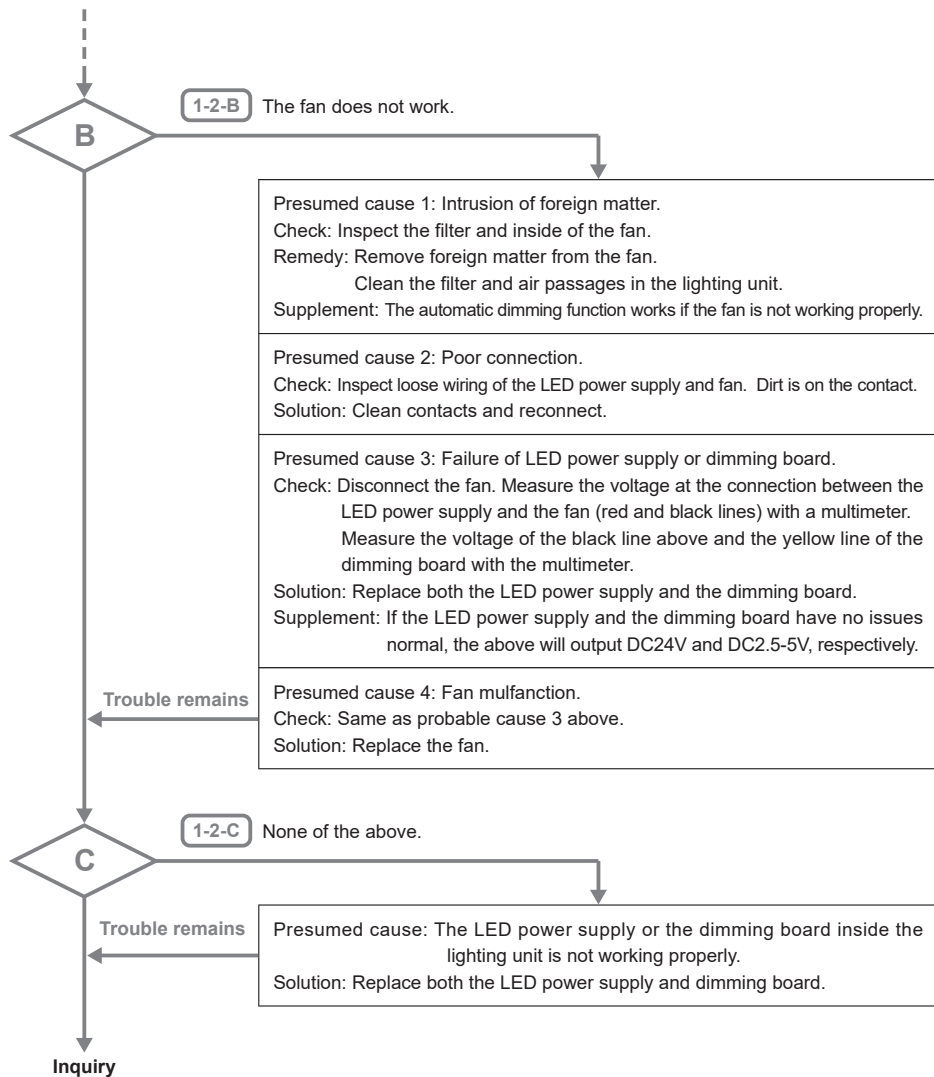 1-2-B The fan does not work.
B
Presumed cause 1: Intrusion of foreign matter.
Check: Inspect the filter and inside of the fan.
Remedy: Remove foreign matter from the fan.
Clean the filter and air passages in the lighting unit.
Supplement: The automatic dimming function works if the fan is not working properly.
Presumed cause 2: Poor connection.
Check: Inspect loose wiring of the LED power supply and fan. Dirt is on the contact.
Solution: Clean contacts and reconnect.
Presumed cause 3: Failure of LED power supply or dimming board.
Check: Disconnect the fan. Measure the voltage at the connection between the
LED power supply and the fan (red and black lines) with a multimeter.
Measure the voltage of the black line above and the yellow line of the
dimming board with the multimeter.
Solution: Replace both the LED power supply and the dimming board.
Supplement: If the LED power supply and the dimming board have no issues
normal, the above will output DC24V and DC2.5-5V, respectively.
Presumed cause 4: Fan mulfanction.
Check: Same as probable cause 3 above.
Solution: Replace the fan.
Trouble remains
1-2-C None of the above.
C
Presumed cause: The LED power supply or the dimming board inside the
lighting unit is not working properly.
Solution: Replace both the LED power supply and dimming board.
Trouble remains
Inquiry